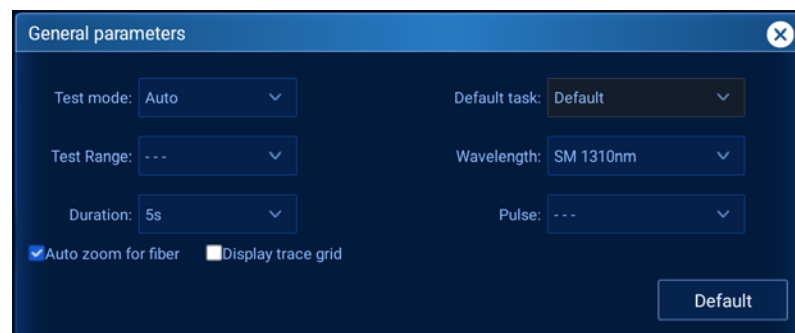 General parameters
Test mode: Auto
Default task: Default
Test Range: ---
Wavelength: SM 1310nm
Duration: 5s
Pulse: ---
Auto zoom for fiber
Display trace grid
Default